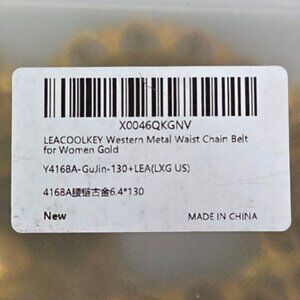 X0046QKGNV
LEACOOLKEY Western Metal Waist Chain Belt
for Women Gold
Y4168A-GuJin-130+LEA(LXG US)
4168A腰链古金6.4*130
New
MADE IN CHINA